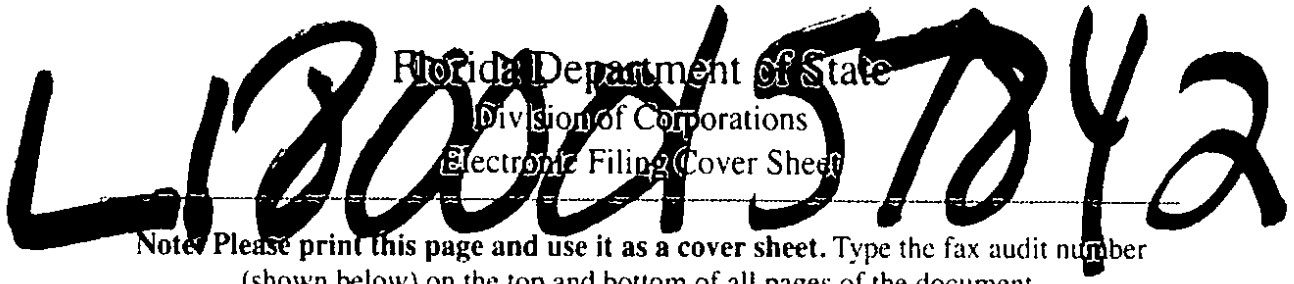 L18000157842
Florida Department of State
Division of Corporations
Electronic Filing Cover Sheet
Note: Please print this page and use it as a cover sheet. Type the fax audit number
(shown below) on the top and bottom of all pages of the document.